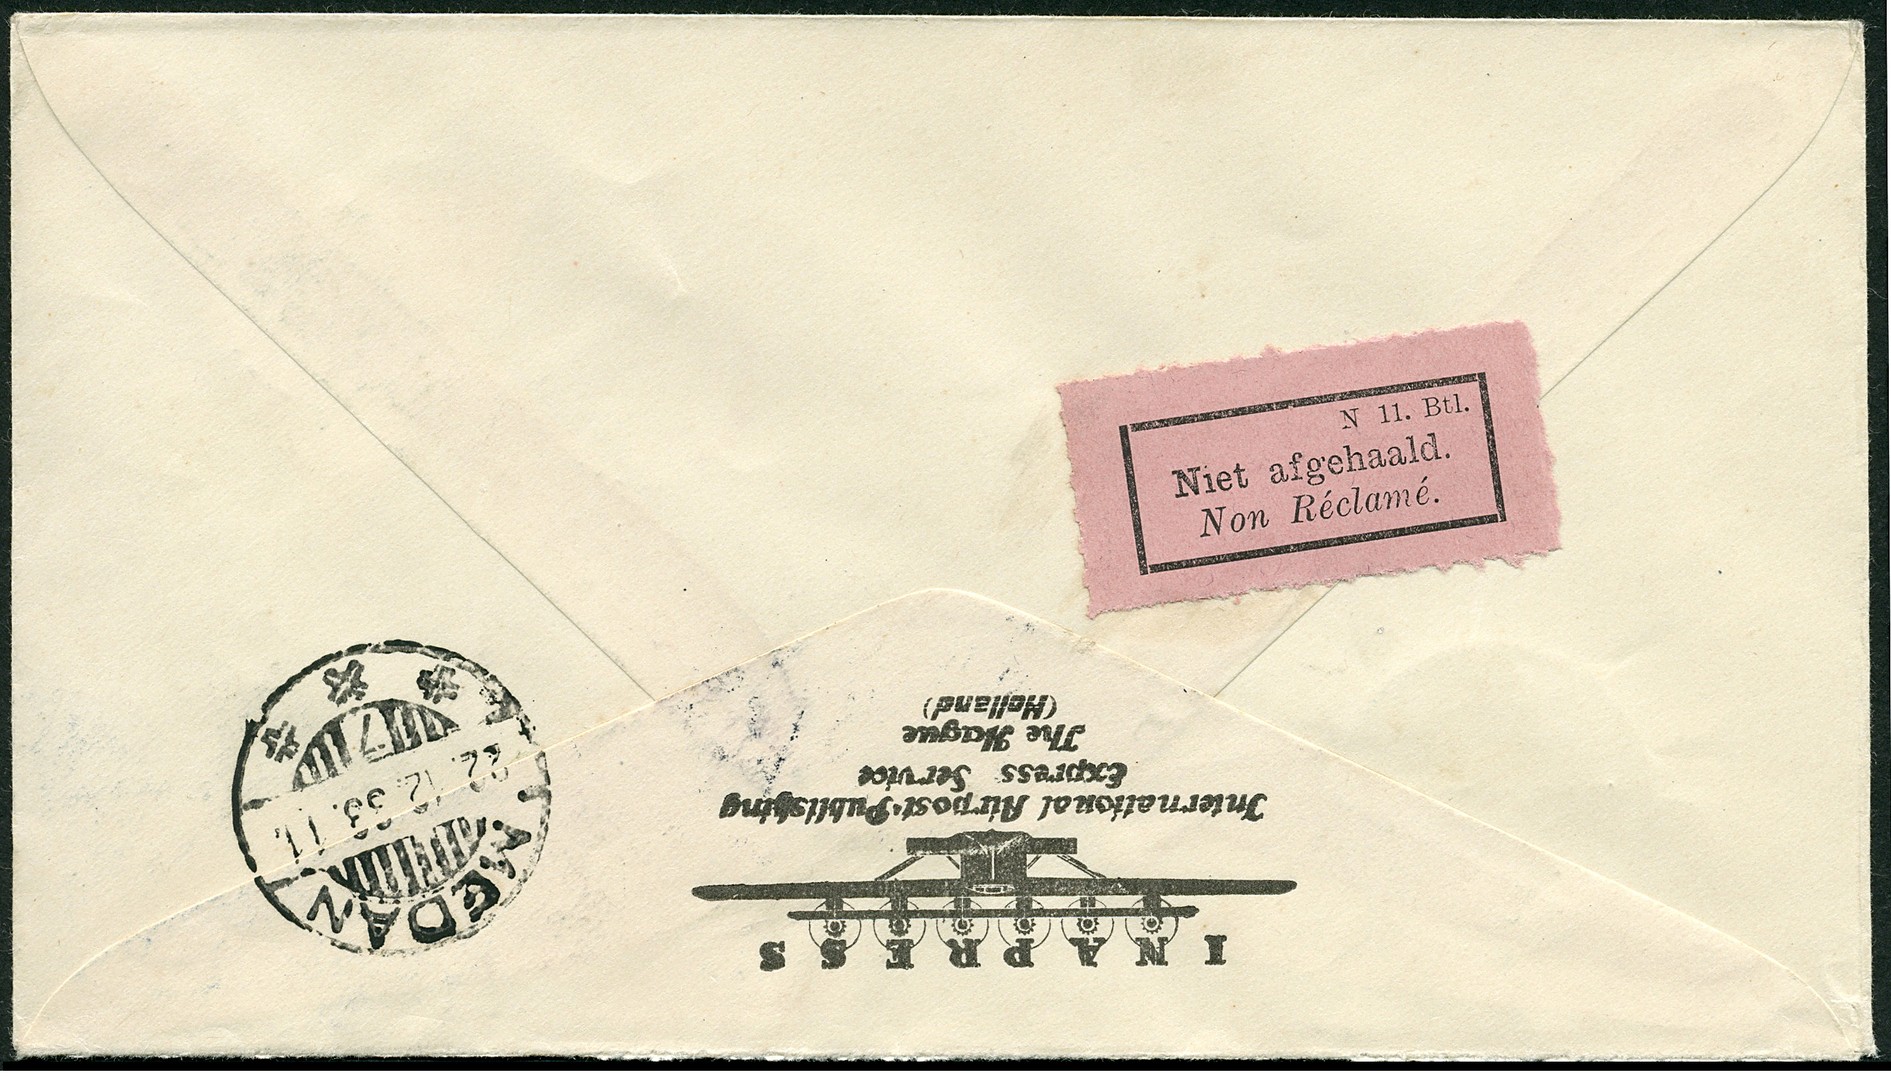 N 11. Btl.
Niet afgehaald.
Non Réclamé.
INAPRESS
International Airpost-Publishing
Express Service
The Hague
(Holland)
MEDAN
22.12.33.
17